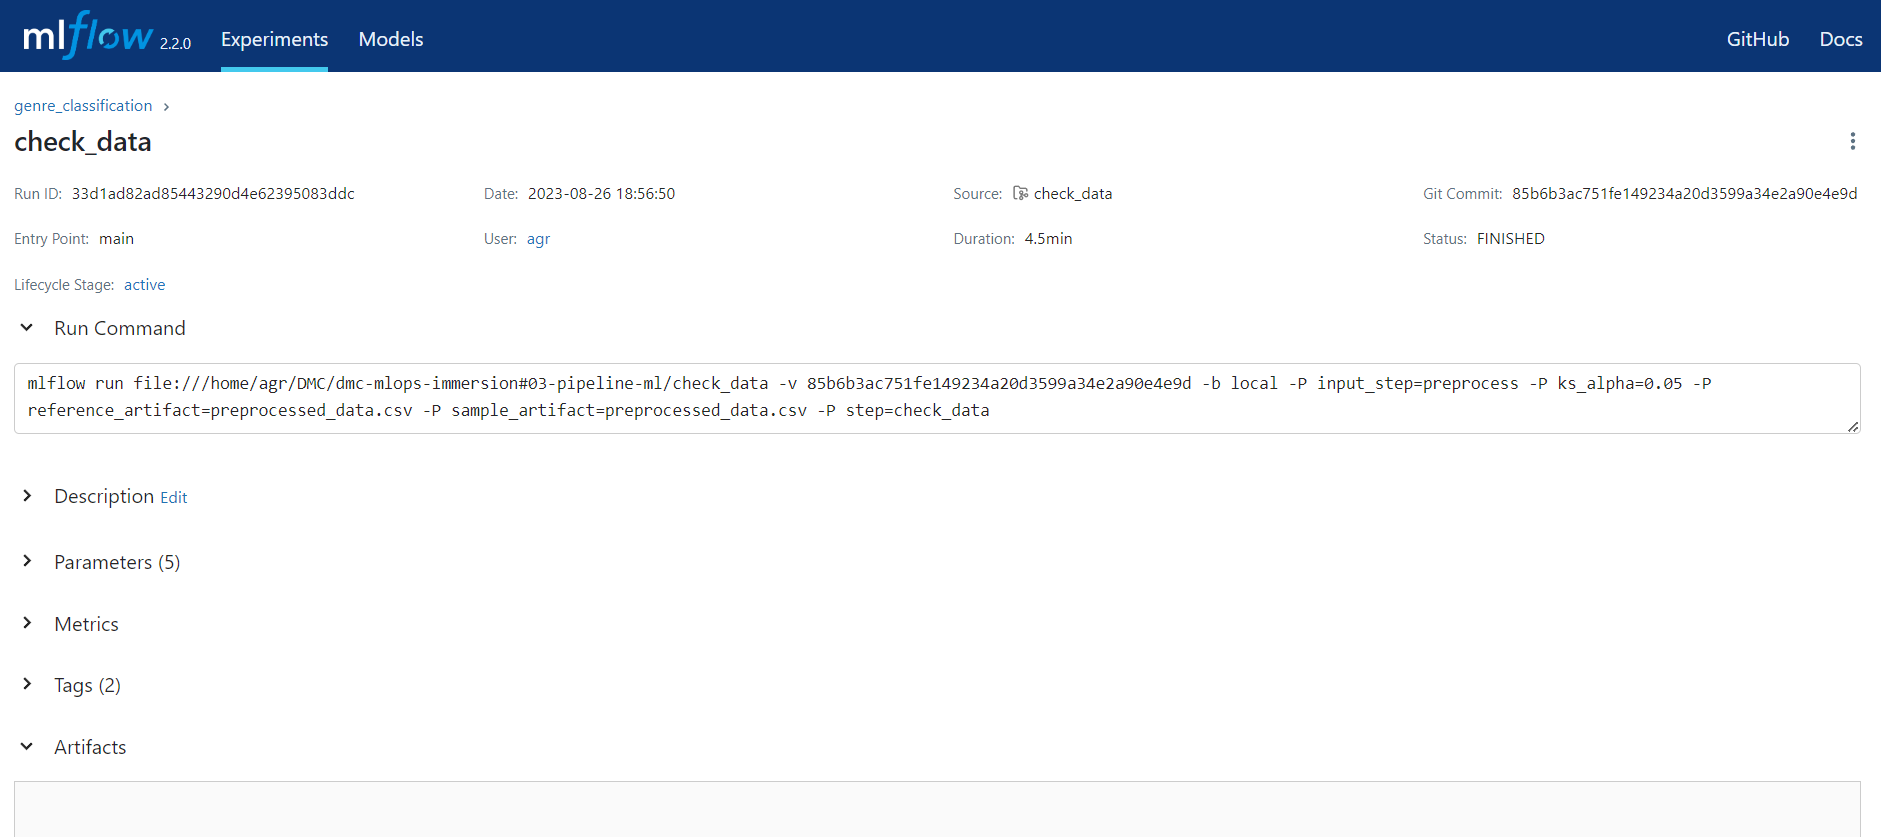 mlflow 2.2.0 Experiments Models GitHub Docs
genre_classification
check_data
Run ID: 33d1ad82ad85443290d4e62395083ddc Date: 2023-08-26 18:56:50 Source: check_data Git Commit: 85b6b3ac751fe149234a20d3599a34e2a90e4e9d
Entry Point: main User: agr Duration: 4.5min Status: FINISHED
Lifecycle Stage: active
Run Command
mlflow run file:///home/agr/DMC/dmc-mlops-immersion#03-pipeline-ml/check_data -v 85b6b3ac751fe149234a20d3599a34e2a90e4e9d -b local -P input_step=preprocess -P ks_alpha=0.05 -P
reference_artifact=preprocessed_data.csv -P sample_artifact=preprocessed_data.csv -P step=check_data
Description Edit
Parameters (5)
Metrics
Tags (2)
Artifacts